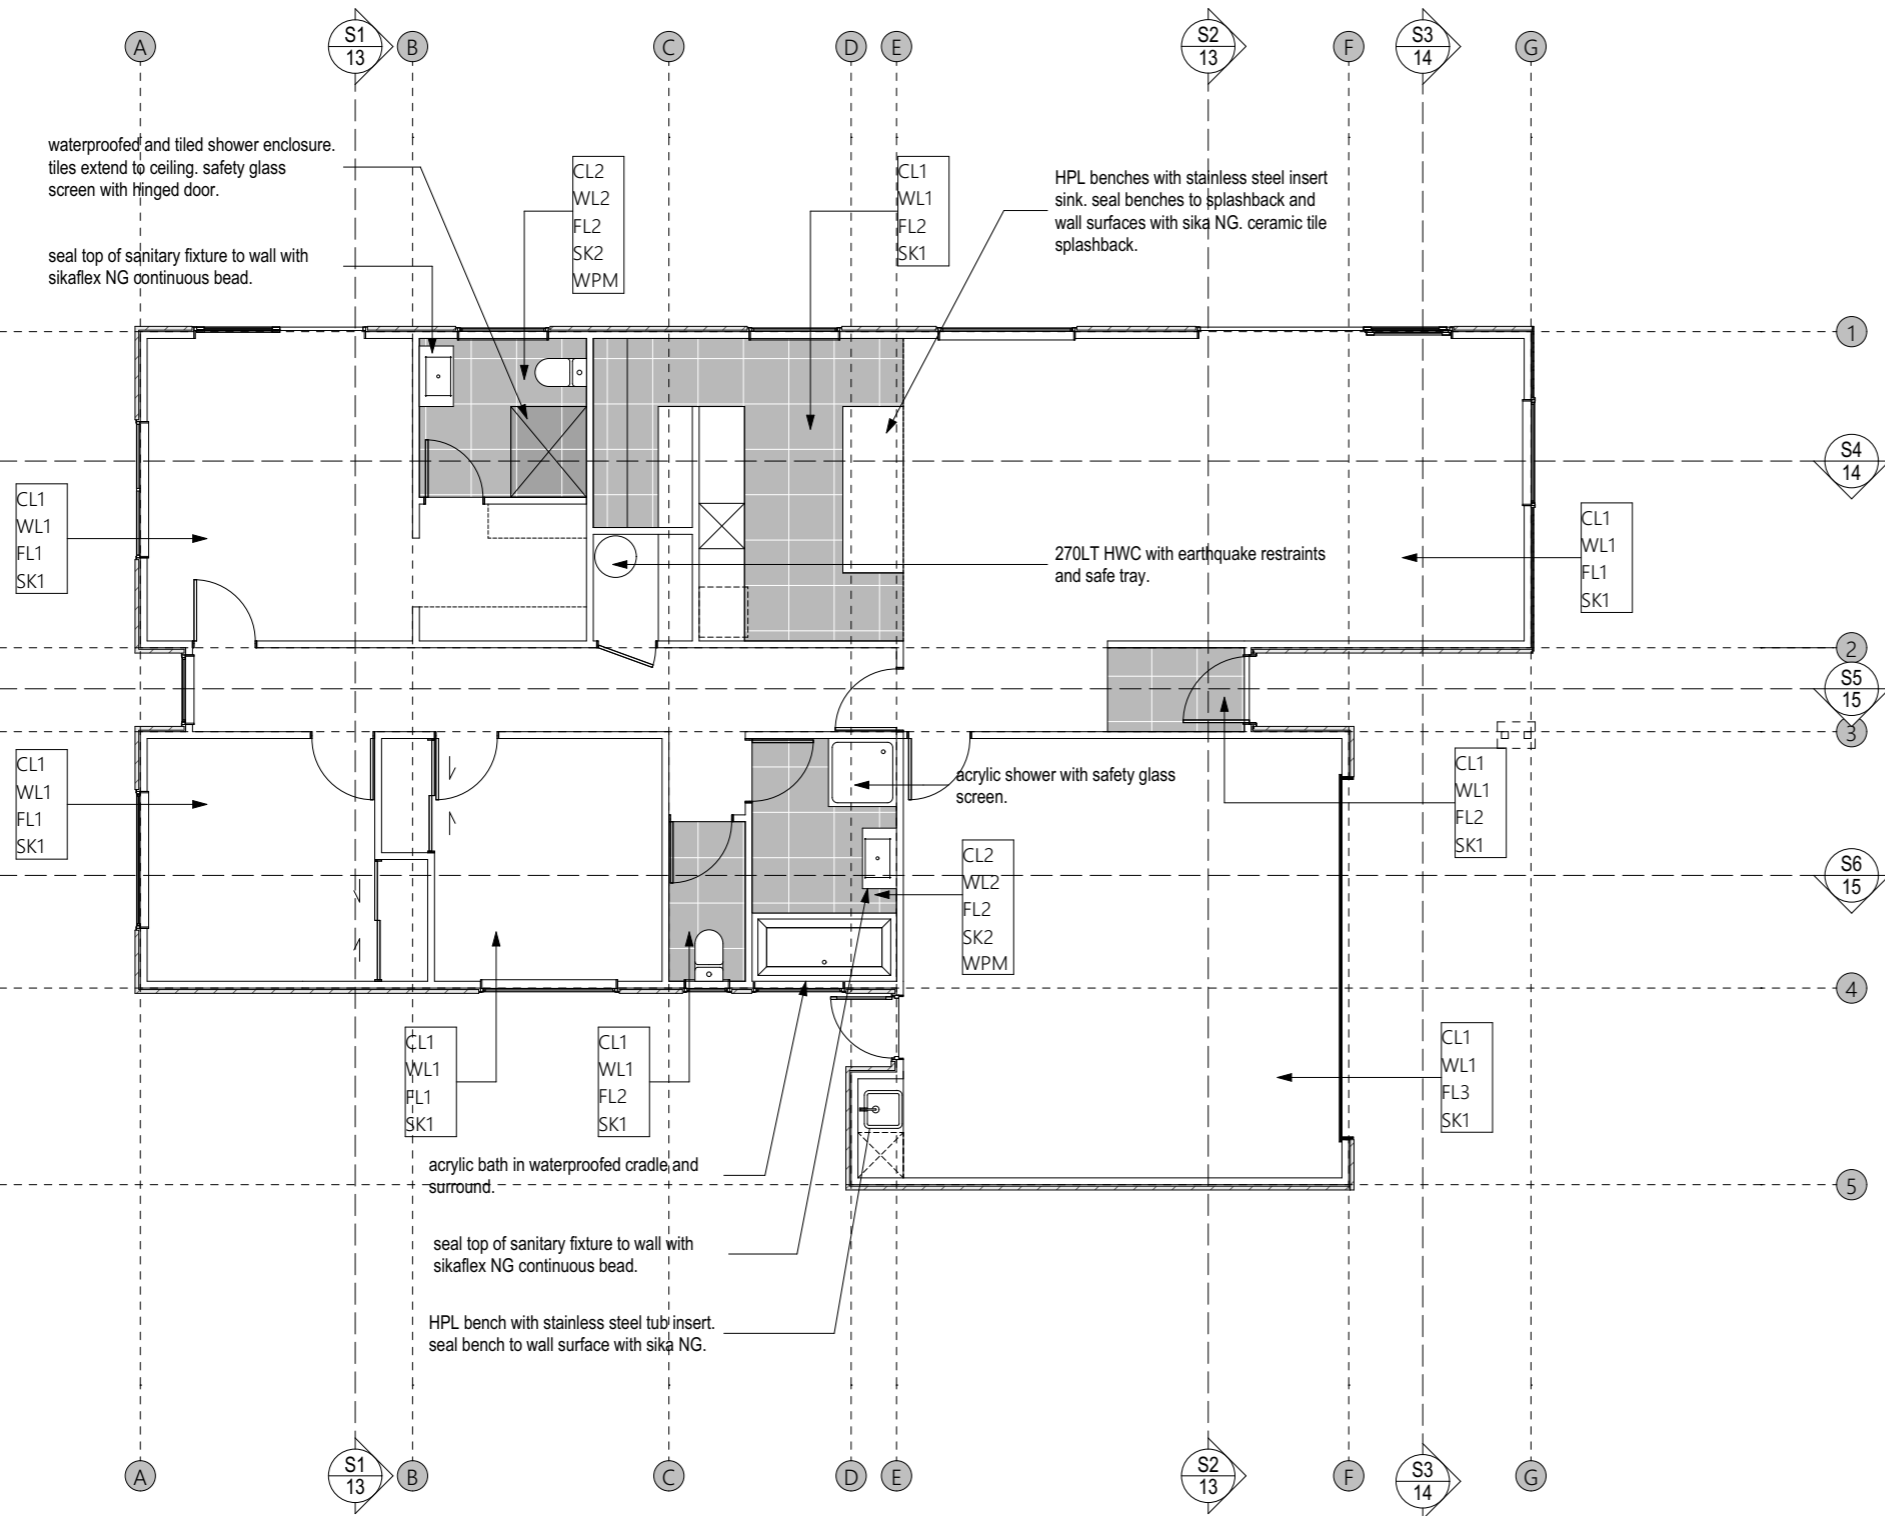 A
S1
13
B
C
D
E
S2
13
F
S3
14
G
waterproofed and tiled shower enclosure.
tiles extend to ceiling. safety glass
screen with hinged door.
seal top of sanitary fixture to wall with
sikaflex NG continuous bead.
CL2
WL2
FL2
SK2
WPM
CL1
WL1
FL2
SK1
HPL benches with stainless steel insert
sink. seal benches to splashback and
wall surfaces with sika NG. ceramic tile
splashback.
1
S4
14
CL1
WL1
FL1
SK1
270LT HWC with earthquake restraints
and safe tray.
CL1
WL1
FL1
SK1
2
S5
15
3
CL1
WL1
FL1
SK1
acrylic shower with safety glass
screen.
CL1
WL1
FL2
SK1
CL2
WL2
FL2
SK2
WPM
S6
15
4
CL1
WL1
FL1
SK1
CL1
WL1
FL2
SK1
CL1
WL1
FL3
SK1
acrylic bath in waterproofed cradle and
surround.
5
seal top of sanitary fixture to wall with
sikaflex NG continuous bead.
HPL bench with stainless steel tub insert.
seal bench to wall surface with sika NG.
A
S1
13
B
C
D
E
S2
13
F
S3
14
G